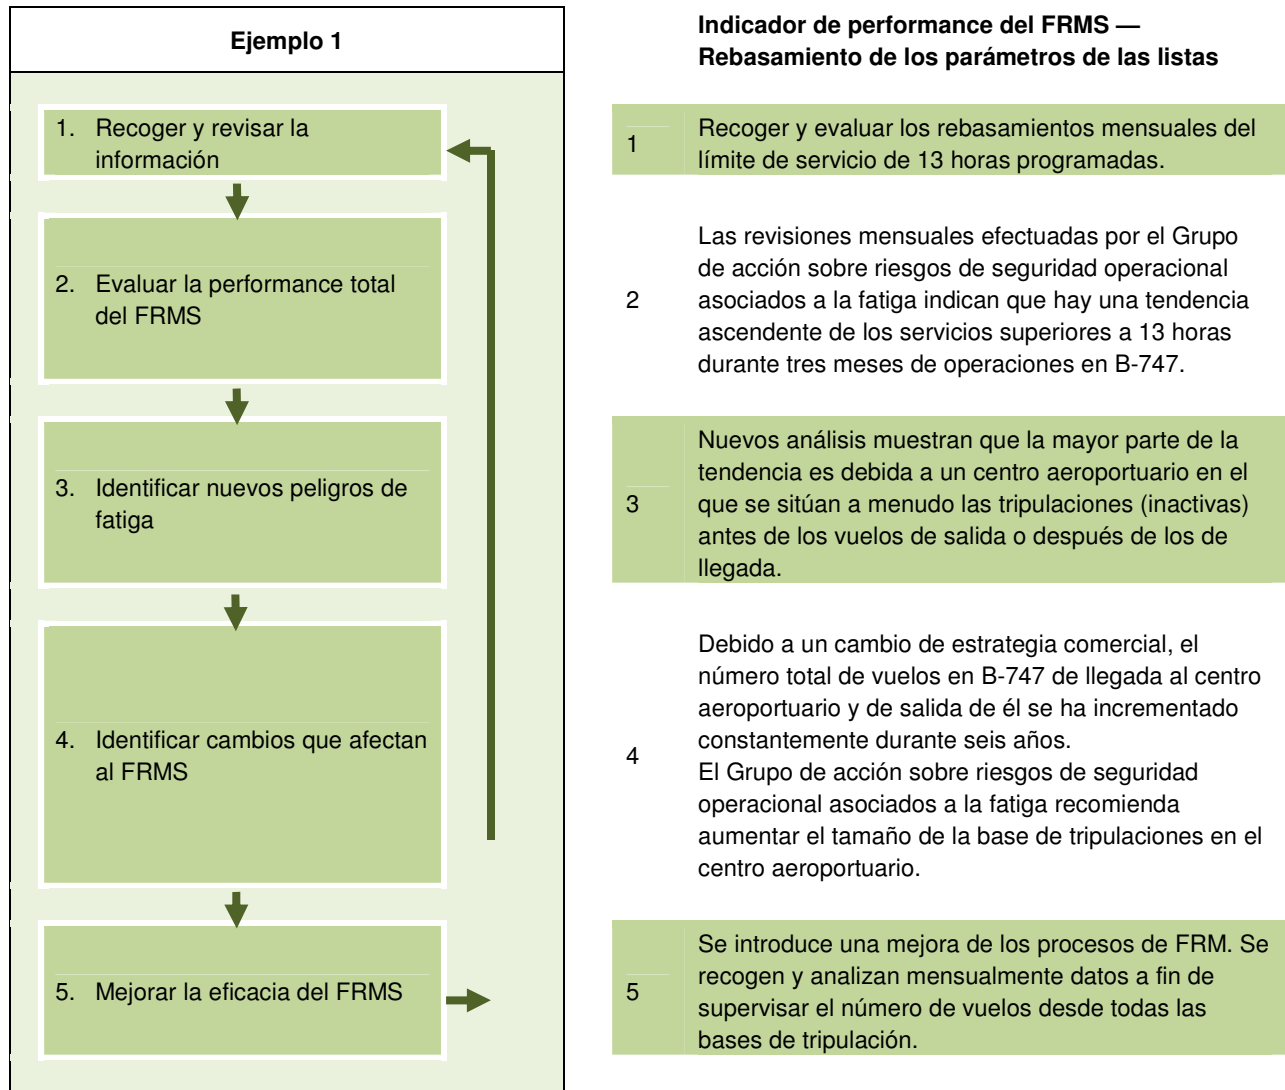 Ejemplo 1
1. Recoger y revisar la
información
2. Evaluar la performance total
del FRMS
3. Identificar nuevos peligros de
fatiga
4. Identificar cambios que afectan
al FRMS
5. Mejorar la eficacia del FRMS
Indicador de performance del FRMS —
Rebasamiento de los parámetros de las listas
1
Recoger y evaluar los rebasamientos mensuales del
límite de servicio de 13 horas programadas.
2
Las revisiones mensuales efectuadas por el Grupo
de acción sobre riesgos de seguridad operacional
asociados a la fatiga indican que hay una tendencia
ascendente de los servicios superiores a 13 horas
durante tres meses de operaciones en B-747.
3
Nuevos análisis muestran que la mayor parte de la
tendencia es debida a un centro aeroportuario en el
que se sitúan a menudo las tripulaciones (inactivas)
antes de los vuelos de salida o después de los de
llegada.
4
Debido a un cambio de estrategia comercial, el
número total de vuelos en B-747 de llegada al centro
aeroportuario y de salida de él se ha incrementado
constantemente durante seis años.
El Grupo de acción sobre riesgos de seguridad
operacional asociados a la fatiga recomienda
aumentar el tamaño de la base de tripulaciones en el
centro aeroportuario.
5
Se introduce una mejora de los procesos de FRM. Se
recogen y analizan mensualmente datos a fin de
supervisar el número de vuelos desde todas las
bases de tripulación.